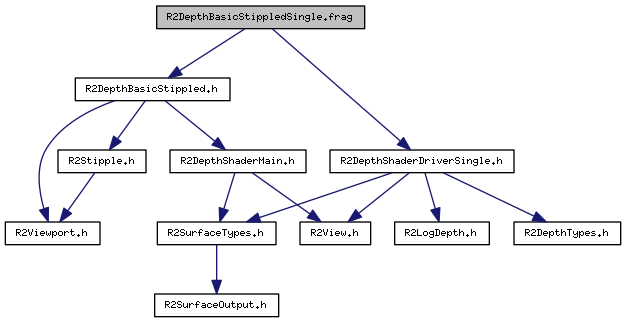 R2DepthBasicStippledSingle.frag
R2DepthBasicStippled.h
R2Stipple.h
R2DepthShaderMain.h
R2DepthShaderDriverSingle.h
R2Viewport.h
R2SurfaceTypes.h
R2View.h
R2LogDepth.h
R2DepthTypes.h
R2SurfaceOutput.h